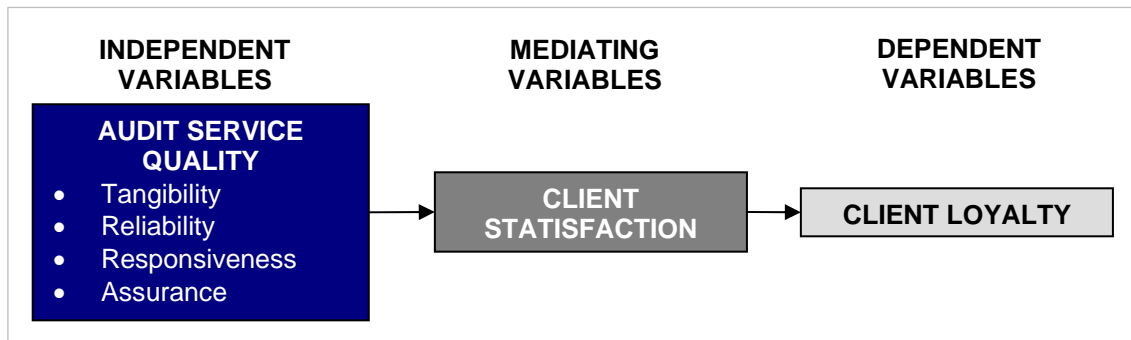 INDEPENDENT
VARIABLES
MEDIATING
VARIABLES
DEPENDENT
VARIABLES
AUDIT SERVICE
QUALITY
• Tangibility
• Reliability
• Responsiveness
• Assurance
CLIENT
STATISFACTION
CLIENT LOYALTY